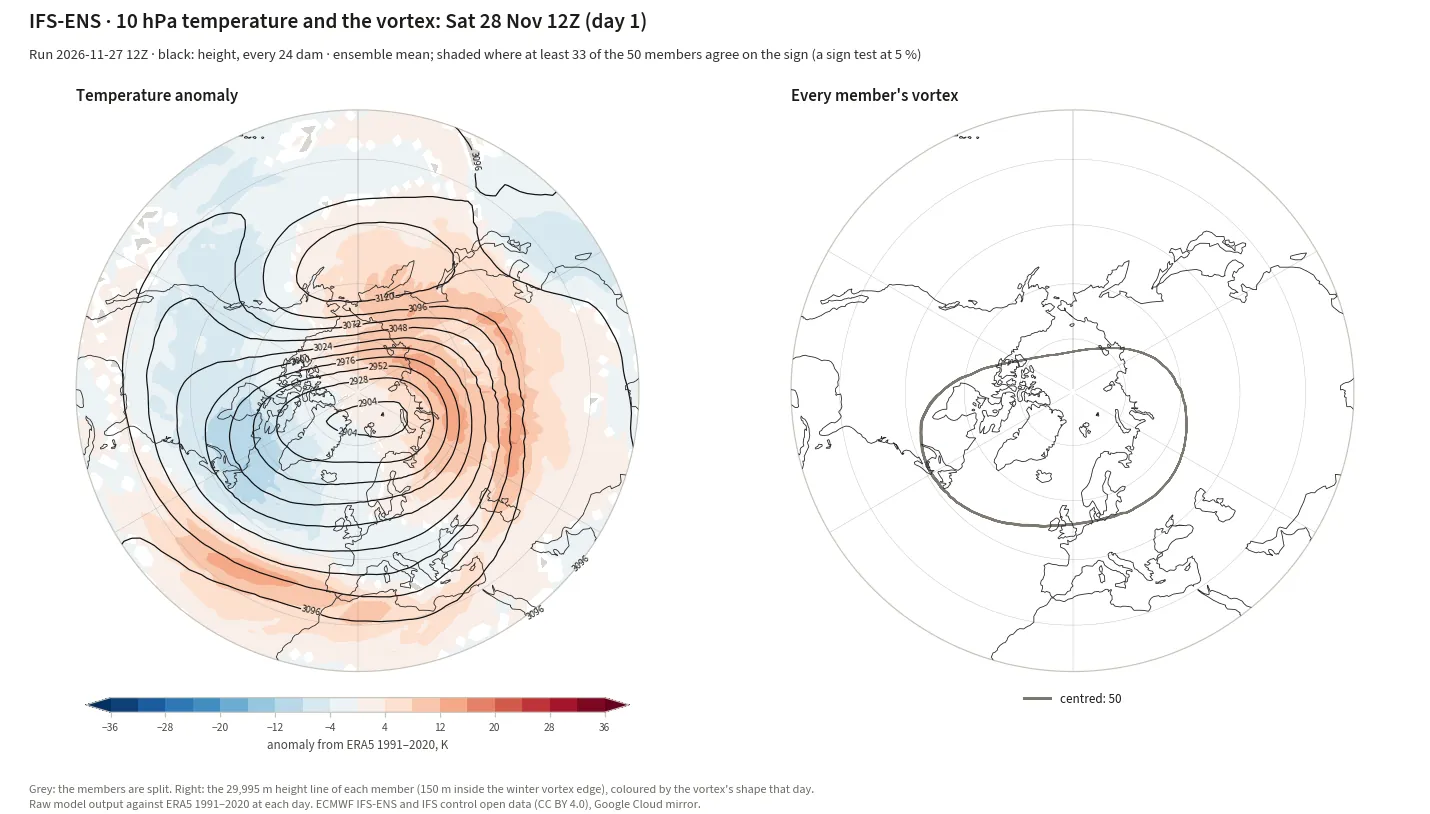 IFS-ENS · 10 hPa temperature and the vortex: Sat 28 Nov 12Z (day 1)
Run 2026-11-27 12Z · black: height, every 24 dam · ensemble mean; shaded where at least 33 of the 50 members agree on the sign (a sign test at 5 %)
Temperature anomaly
Every member's vortex
3096
3120
3096
3072
3048
3024
2976
2952
2928
2904
2904
3096
3096
3096
centred: 50
−36 −28 −20 −12 −4 4 12 20 28 36
anomaly from ERA5 1991–2020, K
Grey: the members are split. Right: the 29,995 m height line of each member (150 m inside the winter vortex edge), coloured by the vortex's shape that day.
Raw model output against ERA5 1991–2020 at each day. ECMWF IFS-ENS and IFS control open data (CC BY 4.0), Google Cloud mirror.